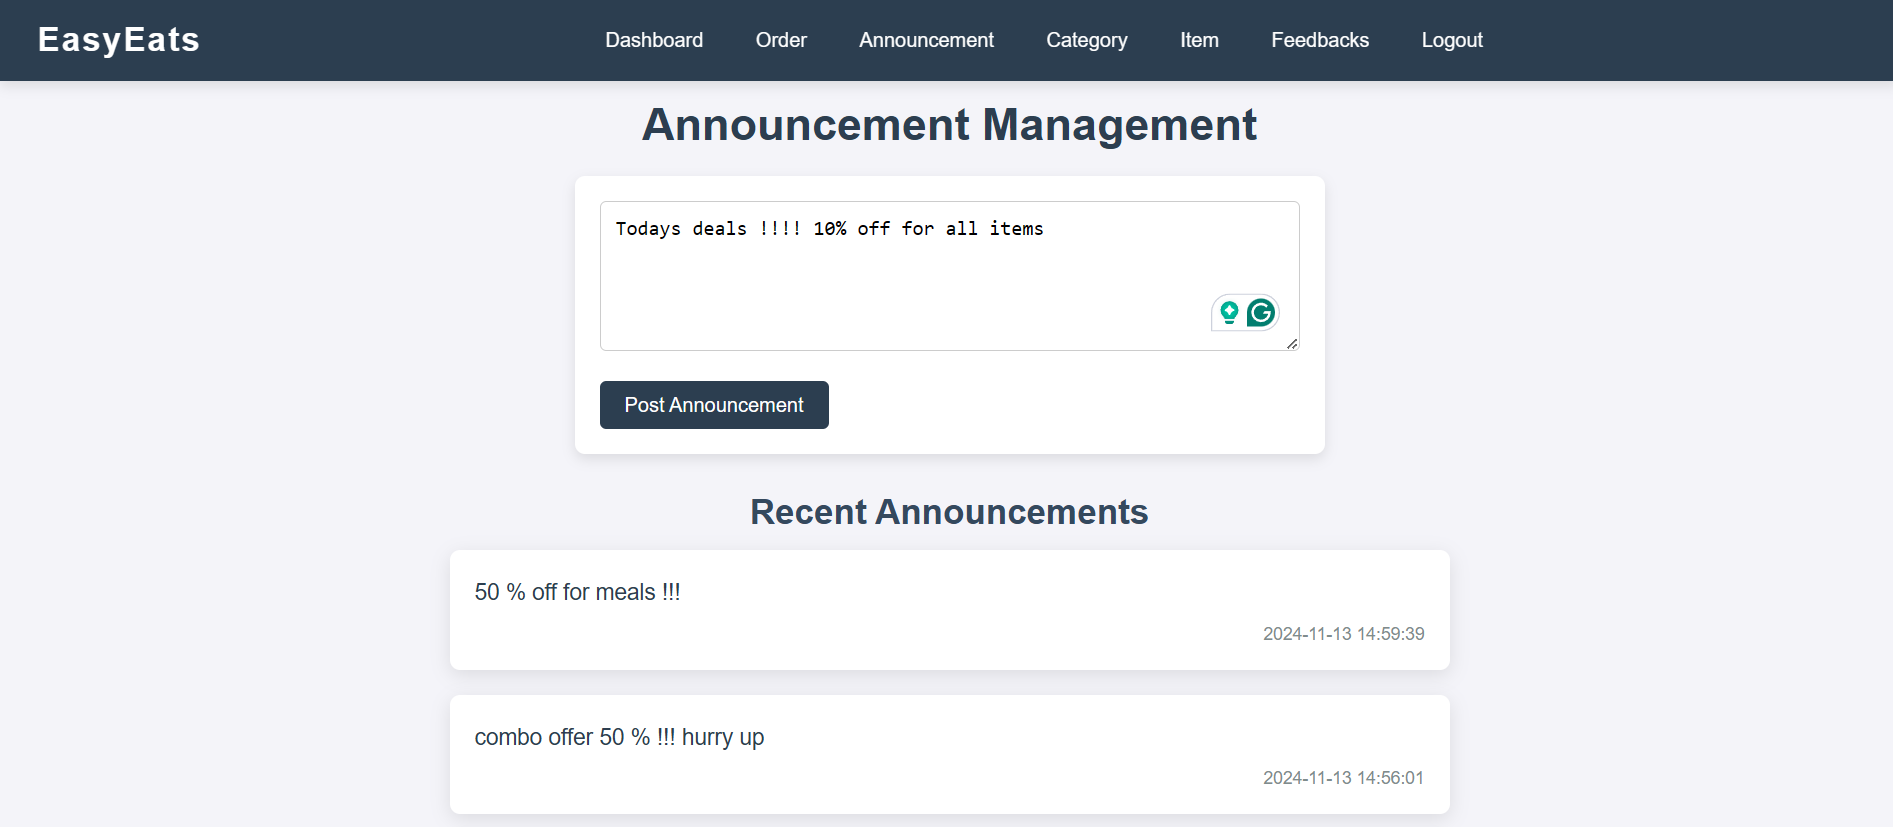 EasyEats
Dashboard Order Announcement Category Item Feedbacks Logout
Announcement Management
Todays deals !!!! 10% off for all items
Post Announcement
Recent Announcements
50 % off for meals !!!
2024-11-13 14:59:39
combo offer 50 % !!! hurry up
2024-11-13 14:56:01